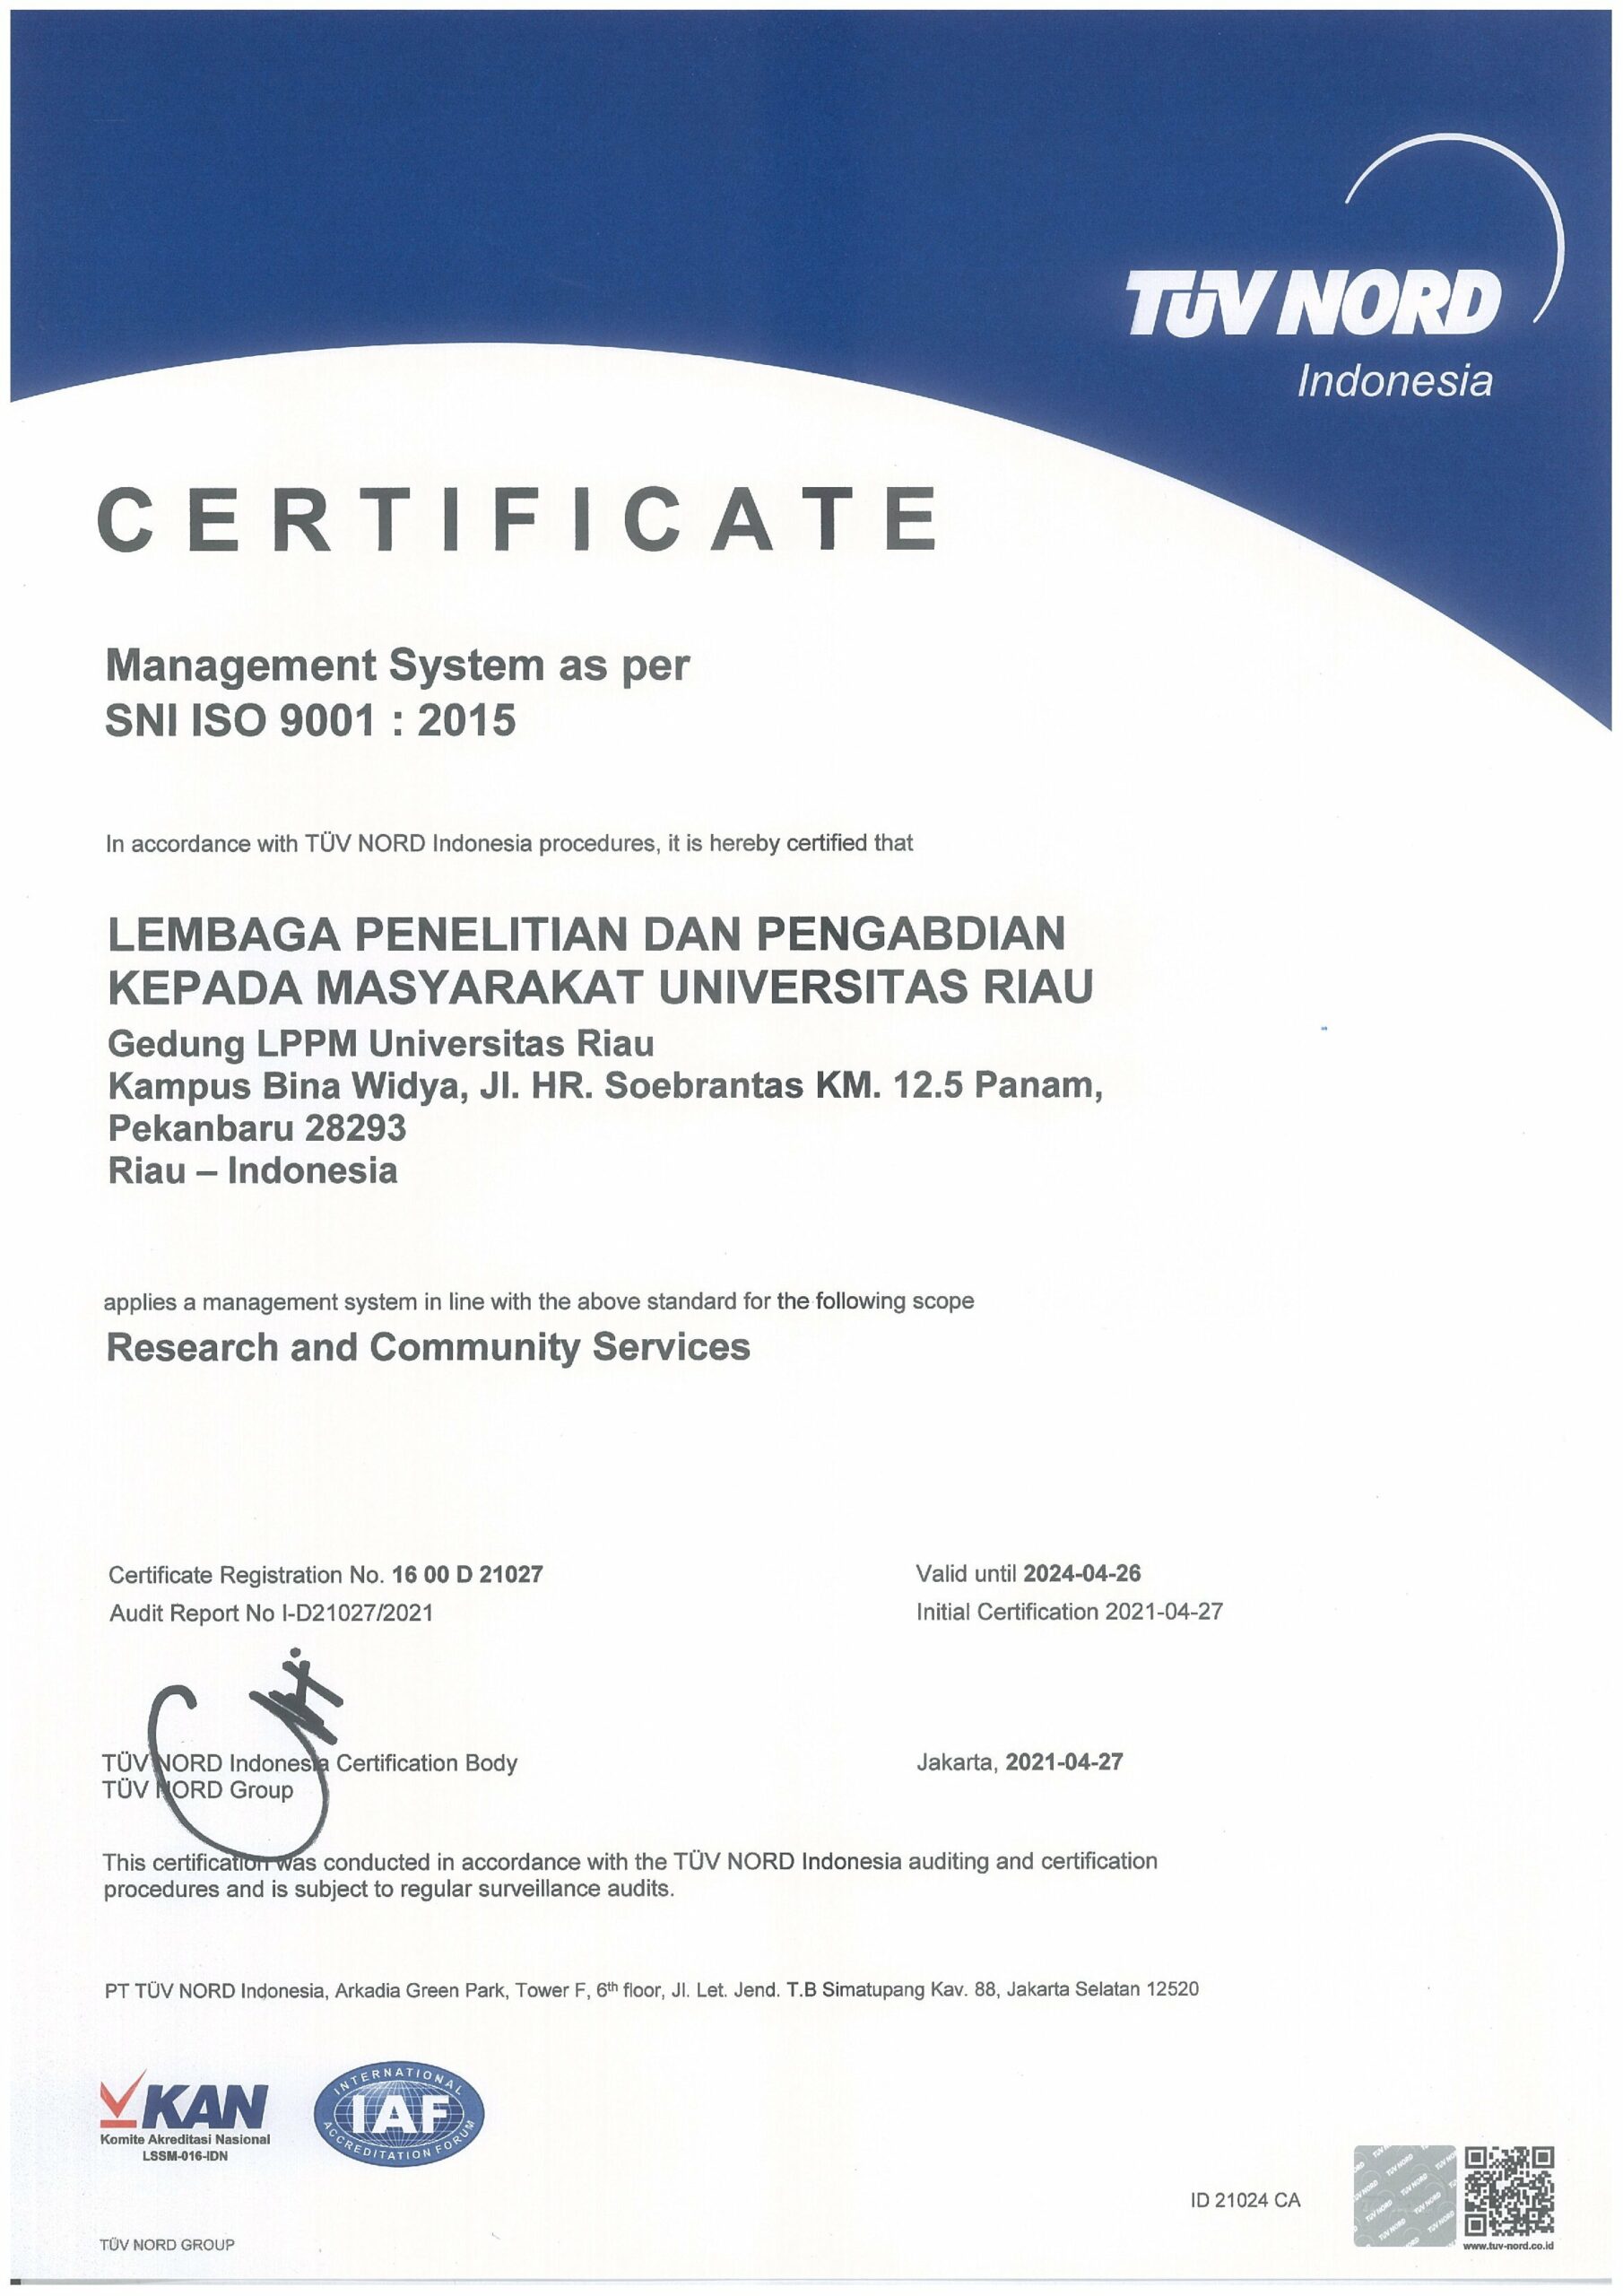 TÜV NORD
Indonesia
CERTIFICATE
Management System as per
SNI ISO 9001 : 2015
In accordance with TÜV NORD Indonesia procedures, it is hereby certified that
LEMBAGA PENELITIAN DAN PENGABDIAN
KEPADA MASYARAKAT UNIVERSITAS RIAU
Gedung LPPM Universitas Riau
Kampus Bina Widya, Jl. HR. Soebrantas KM. 12.5 Panam,
Pekanbaru 28293
Riau – Indonesia
applies a management system in line with the above standard for the following scope
Research and Community Services
Certificate Registration No. 16 00 D 21027
Audit Report No I-D21027/2021
Valid until 2024-04-26
Initial Certification 2021-04-27
TÜV NORD Indonesia Certification Body
TÜV NORD Group
Jakarta, 2021-04-27
This certification was conducted in accordance with the TÜV NORD Indonesia auditing and certification
procedures and is subject to regular surveillance audits.
PT TÜV NORD Indonesia, Arkadia Green Park, Tower F, 6th floor, Jl. Let. Jend. T.B Simatupang Kav. 88, Jakarta Selatan 12520
KAN
Komite Akreditasi Nasional
LSSM-016-IDN
INTERNATIONAL
IAF
ACCREDITATION FORUM
ID 21024 CA
TÜV NORD
www.tuv-nord.co.id
TÜV NORD GROUP